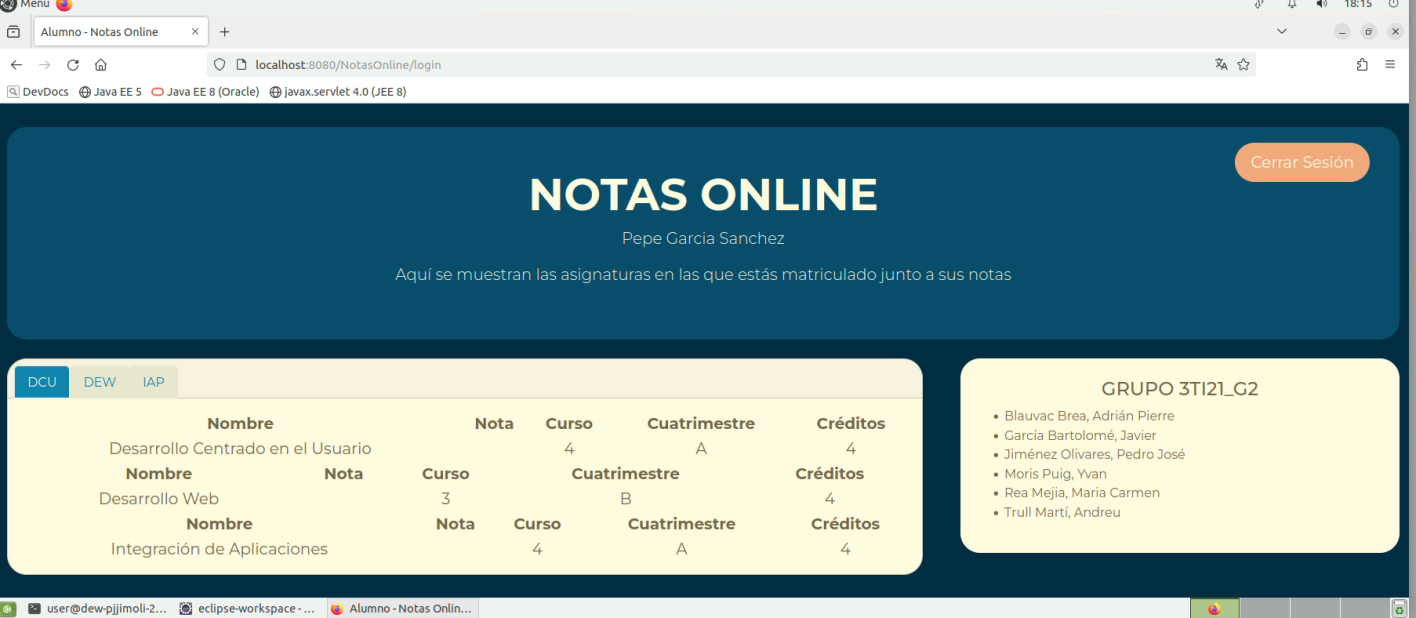 Menú 18:15
Alumno - Notas Online
localhost:8080/NotasOnline/login
DevDocs Java EE 5 Java EE 8 (Oracle) javax.servlet 4.0 (JEE 8)
Cerrar Sesión
NOTAS ONLINE
Pepe Garcia Sanchez
Aquí se muestran las asignaturas en las que estás matriculado junto a sus notas
DCU DEW IAP
Nombre Nota Curso Cuatrimestre Créditos
Desarrollo Centrado en el Usuario 4 A 4
Nombre Nota Curso Cuatrimestre Créditos
Desarrollo Web 3 B 4
Nombre Nota Curso Cuatrimestre Créditos
Integración de Aplicaciones 4 A 4
GRUPO 3TI21_G2
Blauvac Brea, Adrián Pierre
García Bartolomé, Javier
Jiménez Olivares, Pedro José
Moris Puig, Yvan
Rea Mejia, Maria Carmen
Trull Martí, Andreu
user@dew-pjjimoli-2... eclipse-workspace - ... Alumno - Notas Onlin...